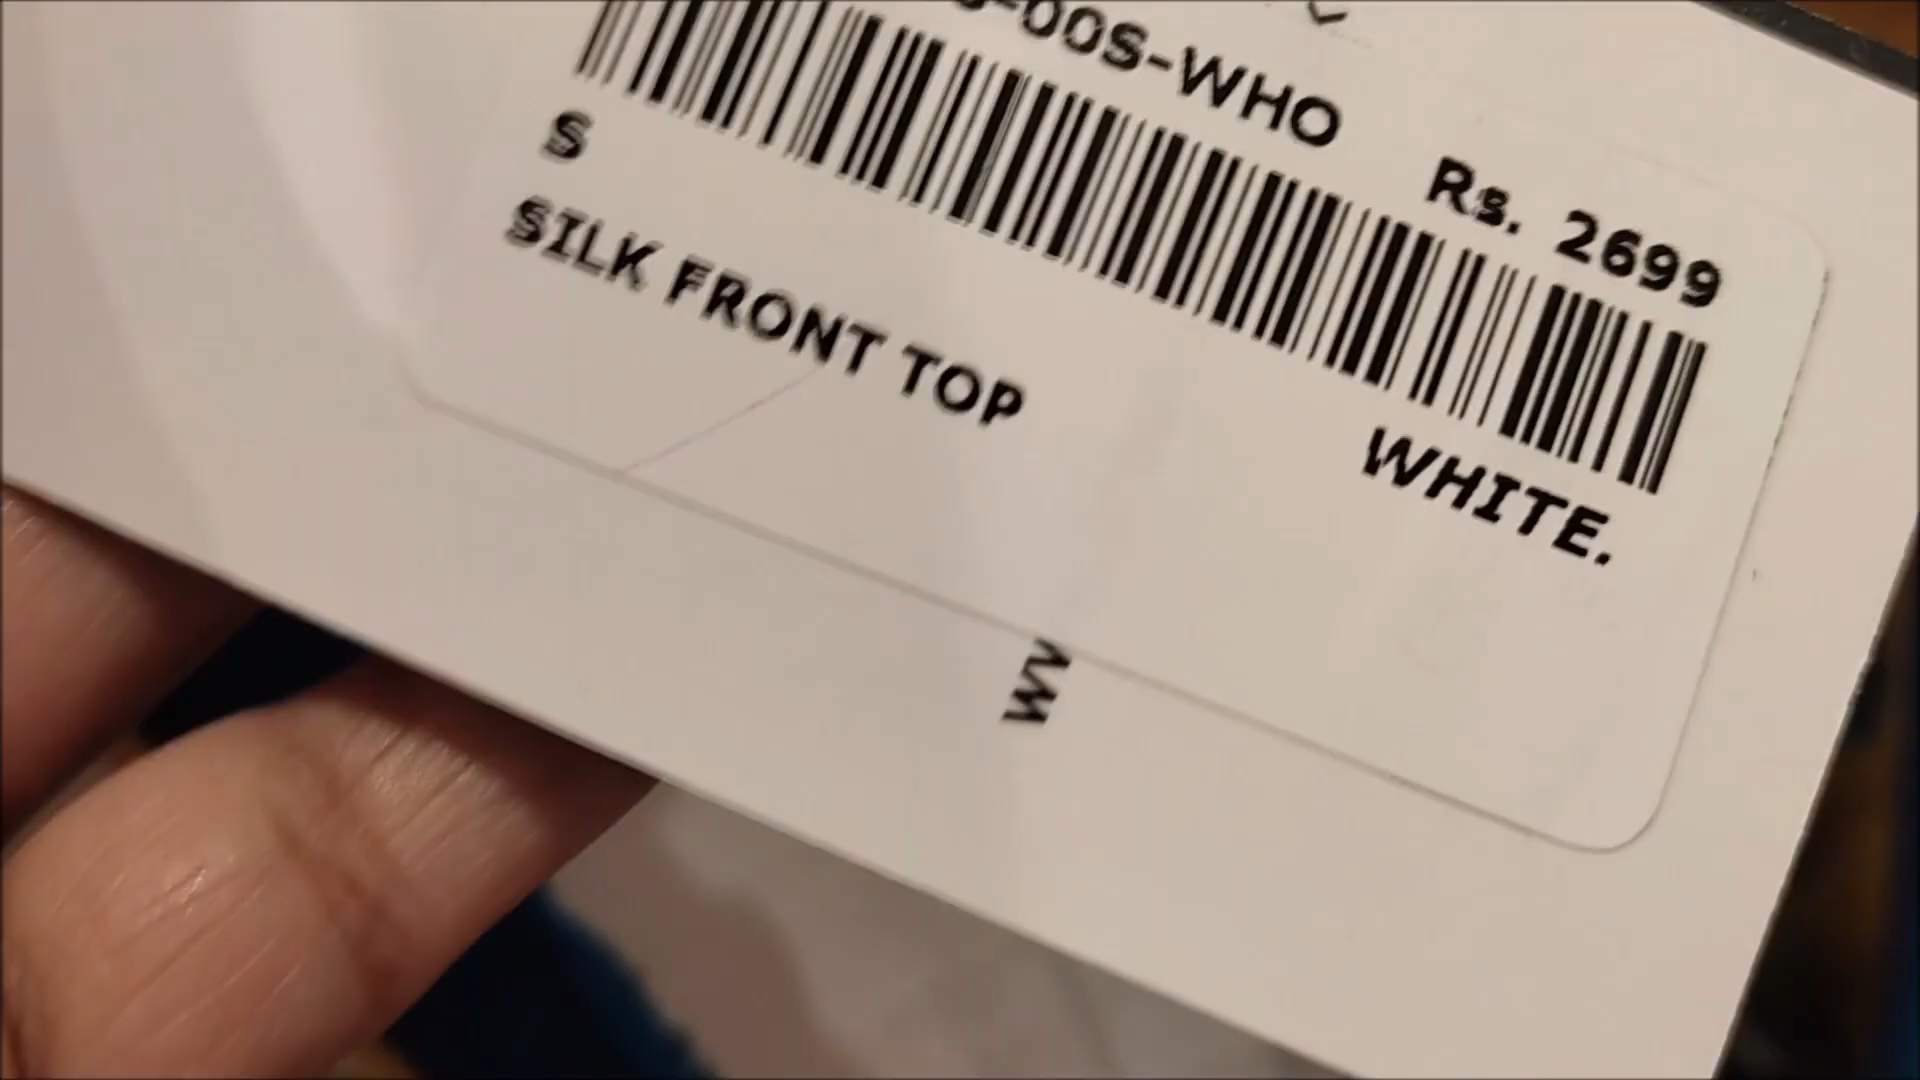 -00S-WHO
Rs. 2699
S
SILK FRONT TOP
WHITE.